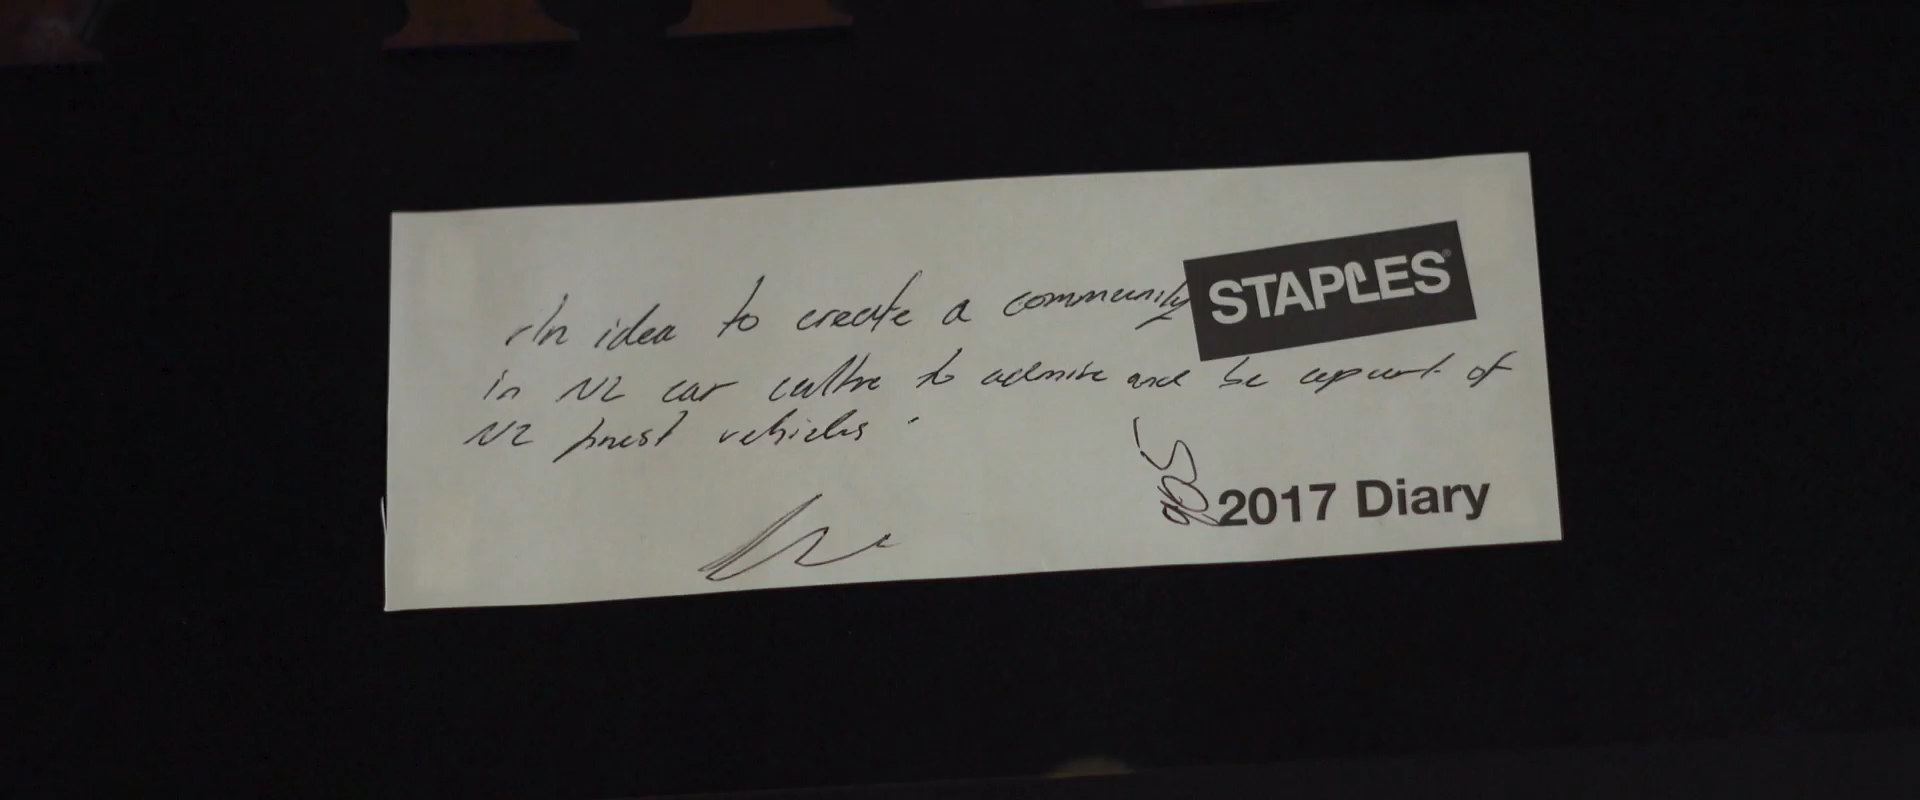 An idea to create a community
STAPLES
in NZ car cultre to admire and be apart of
NZ finest vehicles.
2017 Diary